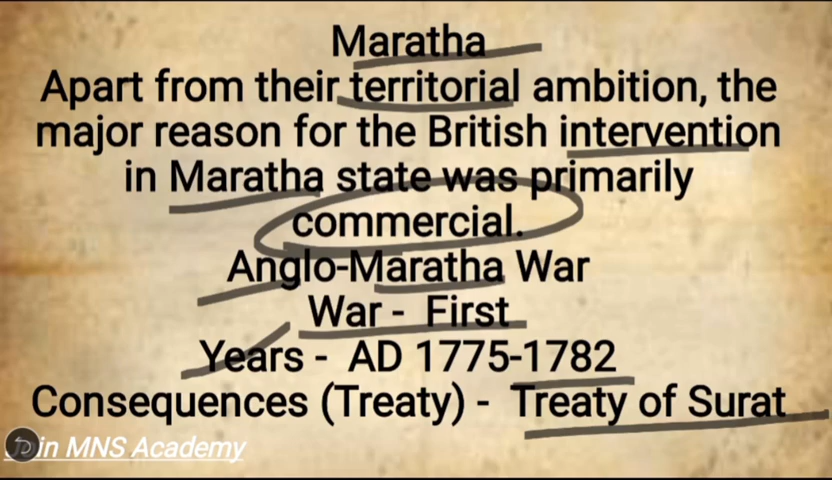 Maratha
Apart from their territorial ambition, the
major reason for the British intervention
in Maratha state was primarily
commercial.
Anglo-Maratha War
War - First
Years - AD 1775-1782
Consequences (Treaty) - Treaty of Surat
in MNS Academy